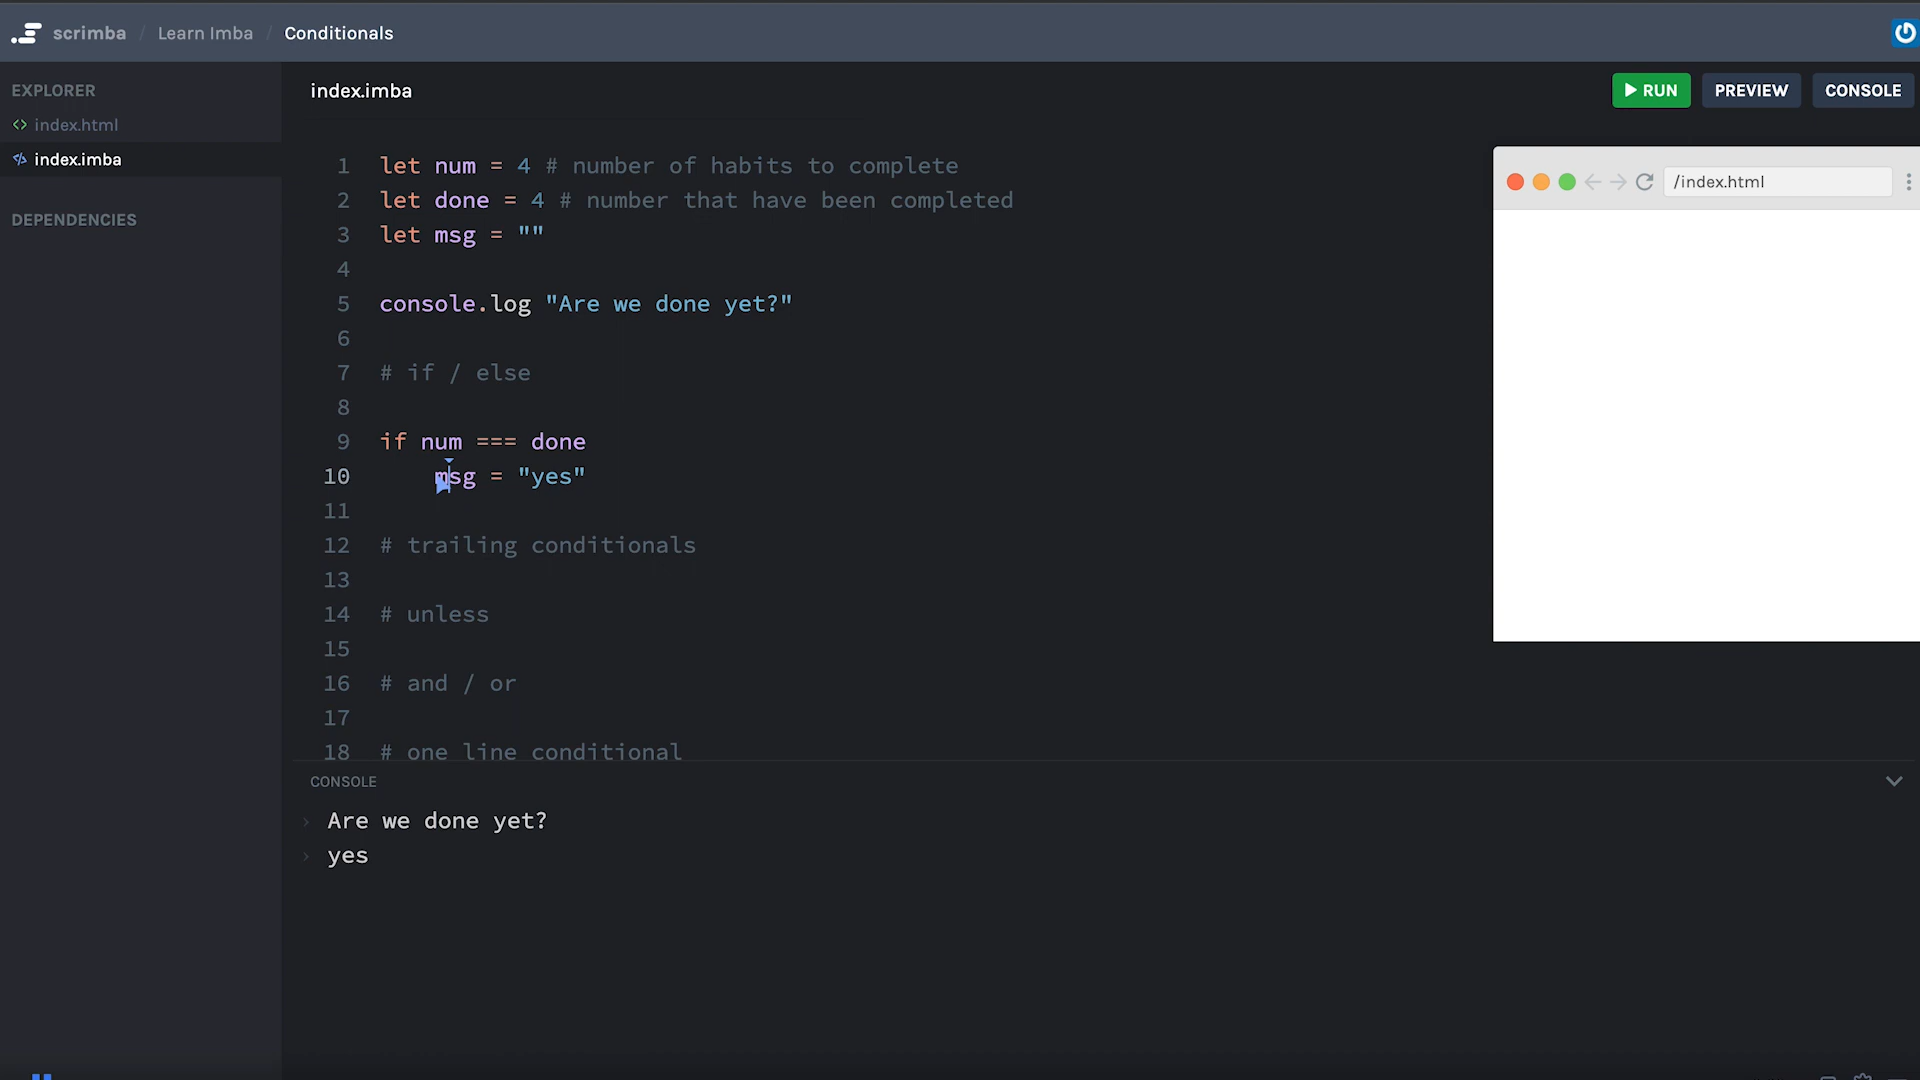 scrimba / Learn Imba / Conditionals
EXPLORER
<> index.html
index.imba
DEPENDENCIES
index.imba
RUN PREVIEW CONSOLE
/index.html
1 let num = 4 # number of habits to complete
2 let done = 4 # number that have been completed
3 let msg = ""
4
5 console.log "Are we done yet?"
6
7 # if / else
8
9 if num === done
10 msg = "yes"
11
12 # trailing conditionals
13
14 # unless
15
16 # and / or
17
18 # one line conditional
CONSOLE
› Are we done yet?
› yes